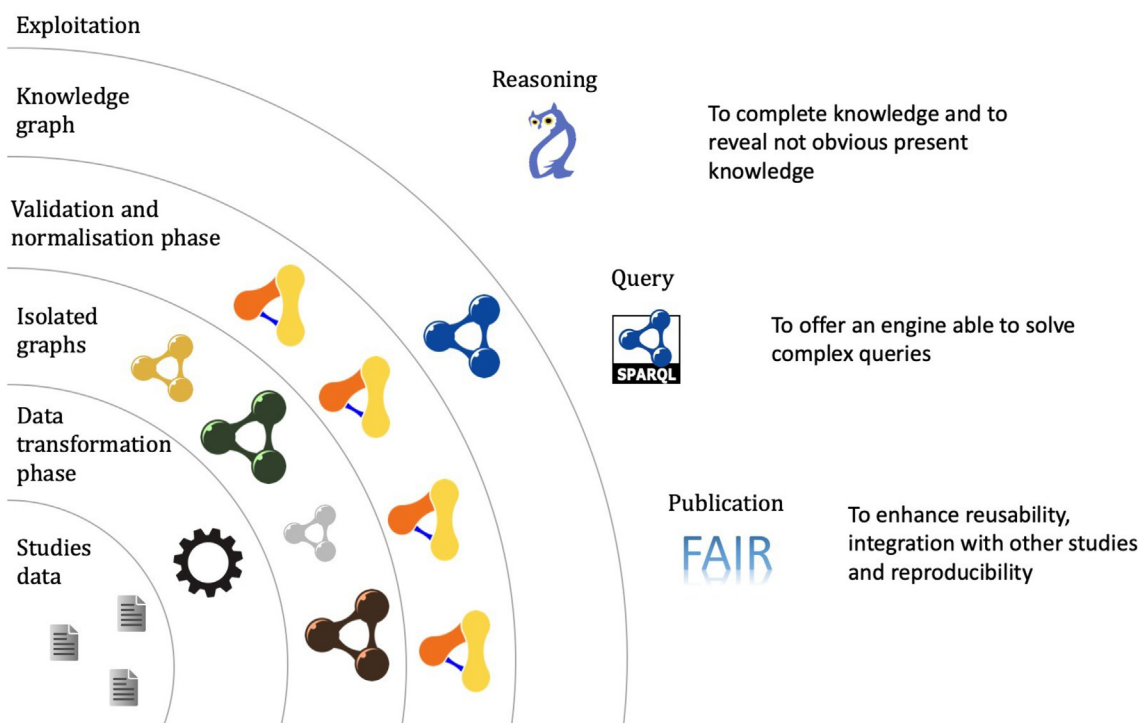 Exploitation
Knowledge
graph
Validation and
normalisation phase
Isolated
graphs
Data
transformation
phase
Studies
data
Reasoning
To complete knowledge and to
reveal not obvious present
knowledge
Query
SPARQL
To offer an engine able to solve
complex queries
Publication
FAIR
To enhance reusability,
integration with other studies
and reproducibility